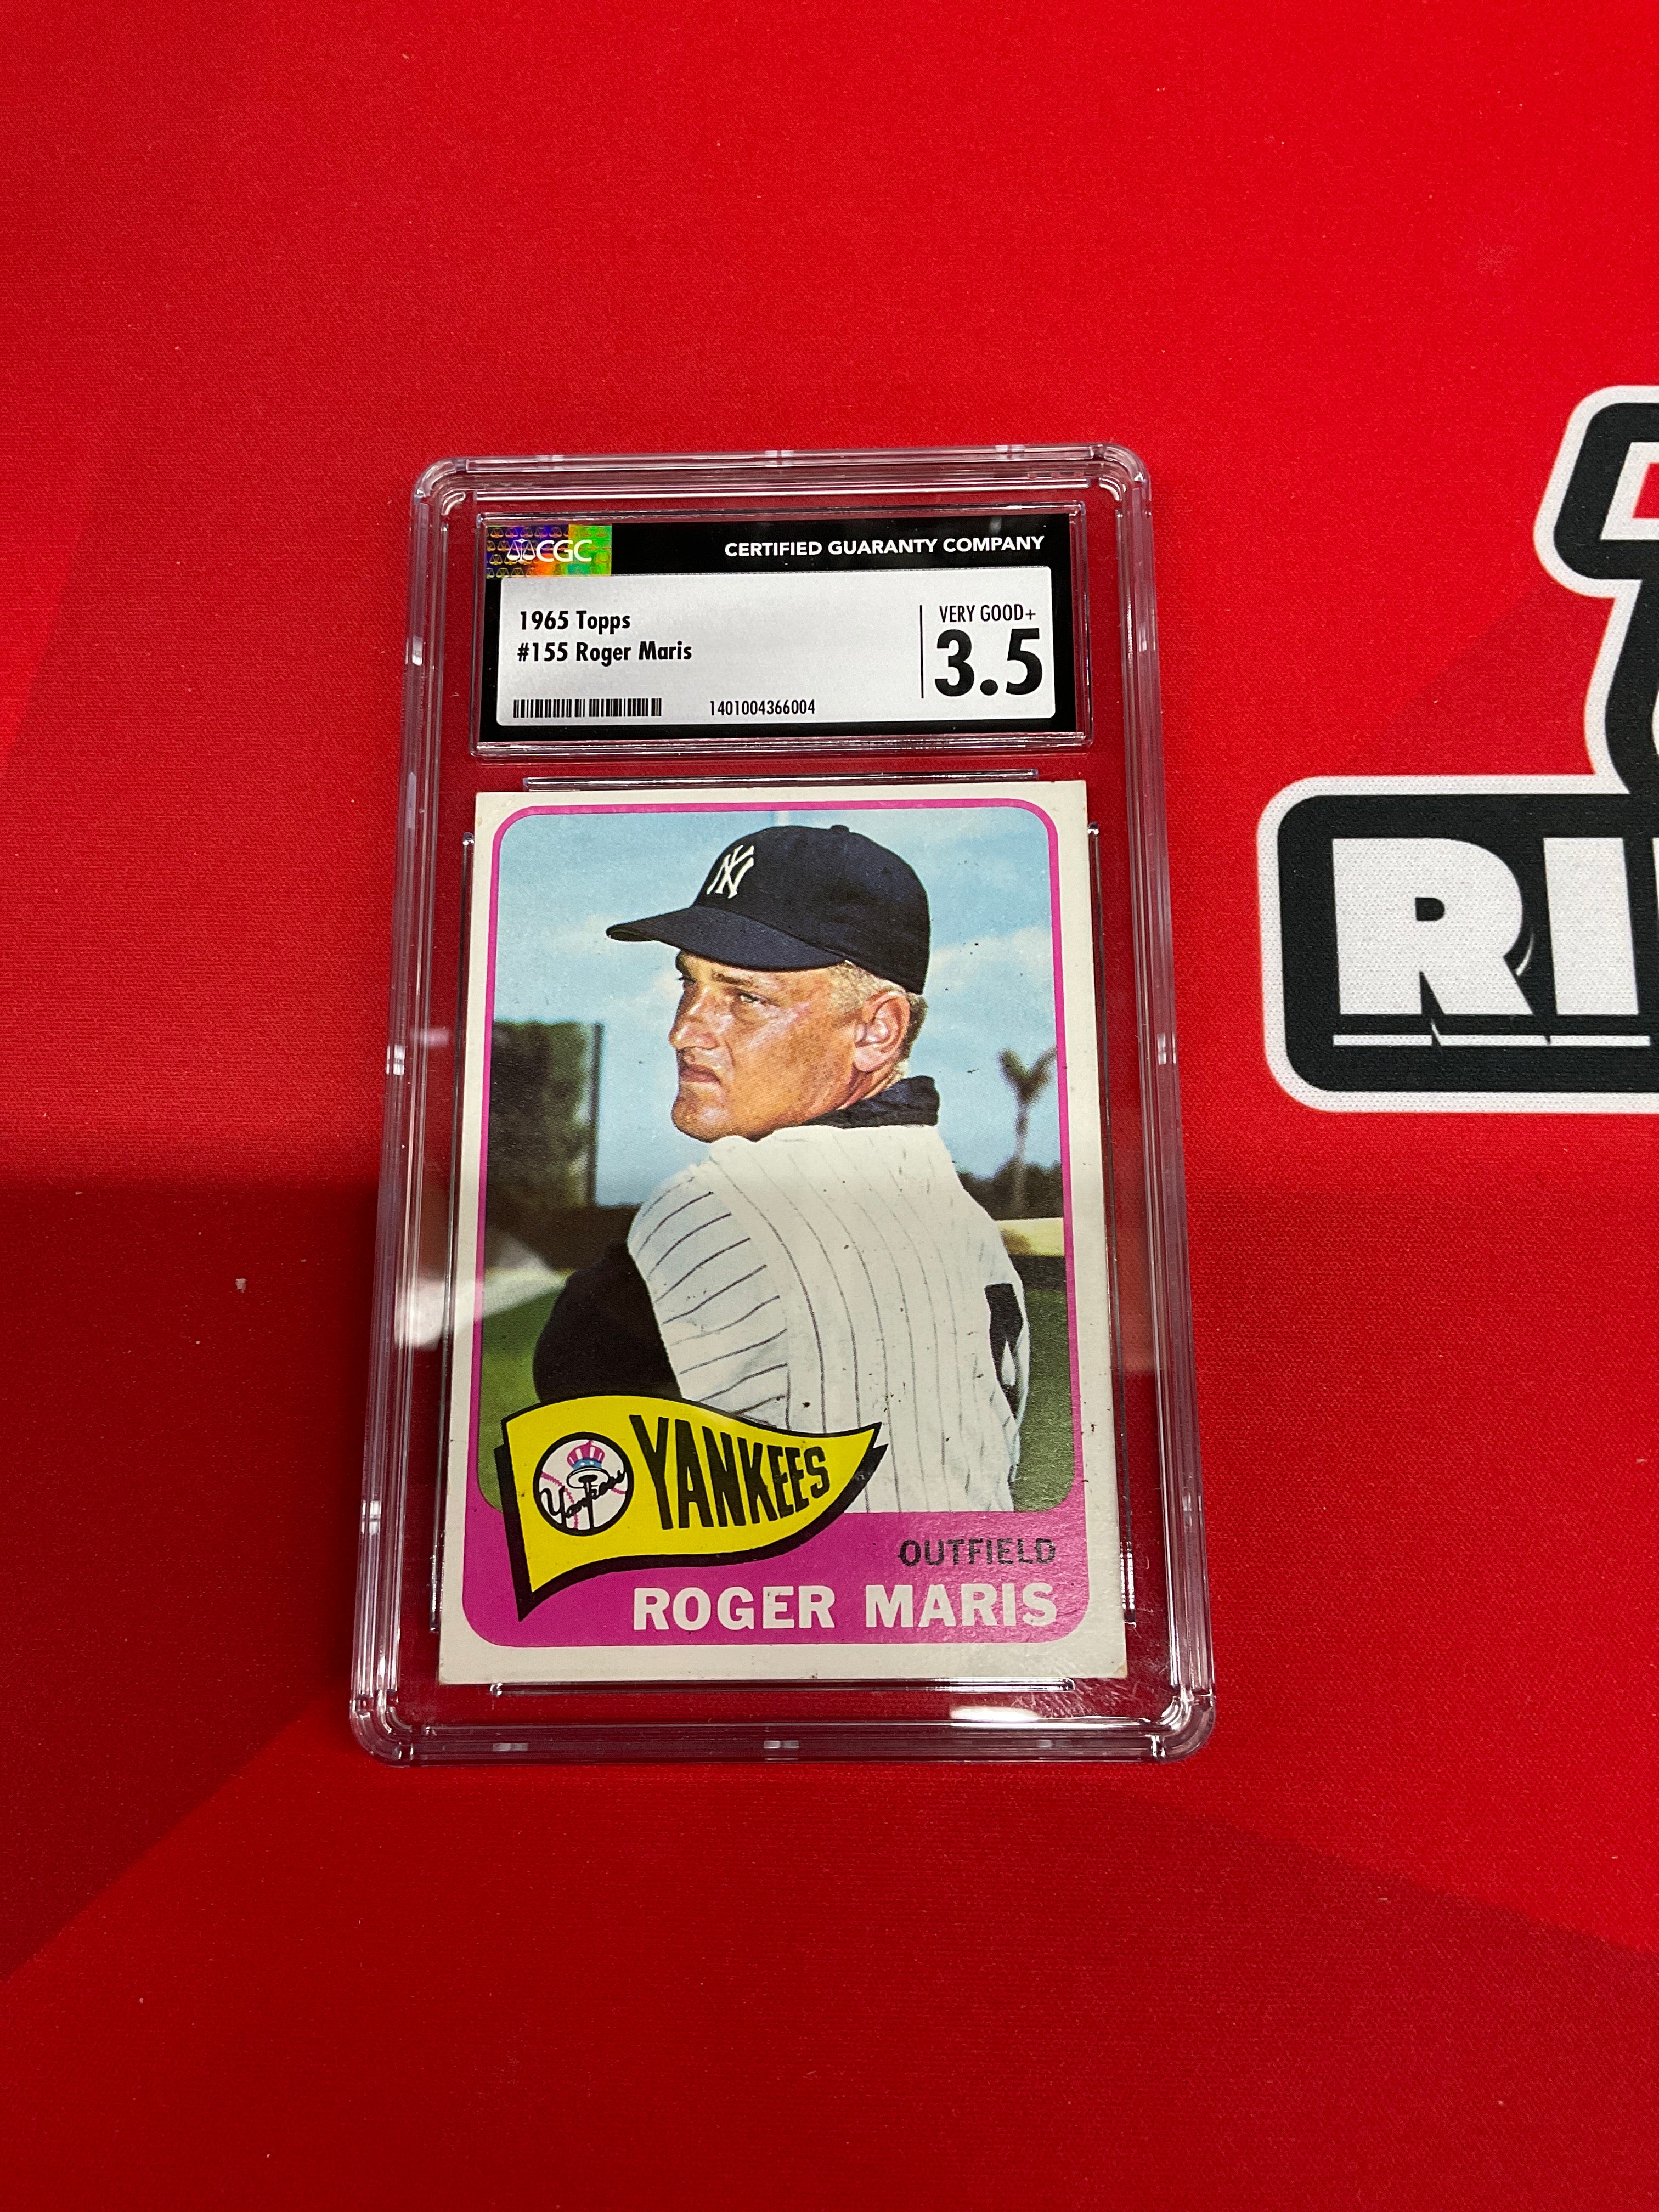 CGC
CERTIFIED GUARANTY COMPANY
1965 Topps
#155 Roger Maris
VERY GOOD+
3.5
1401004366004
NY
YANKEES
Yankees
OUTFIELD
ROGER MARIS